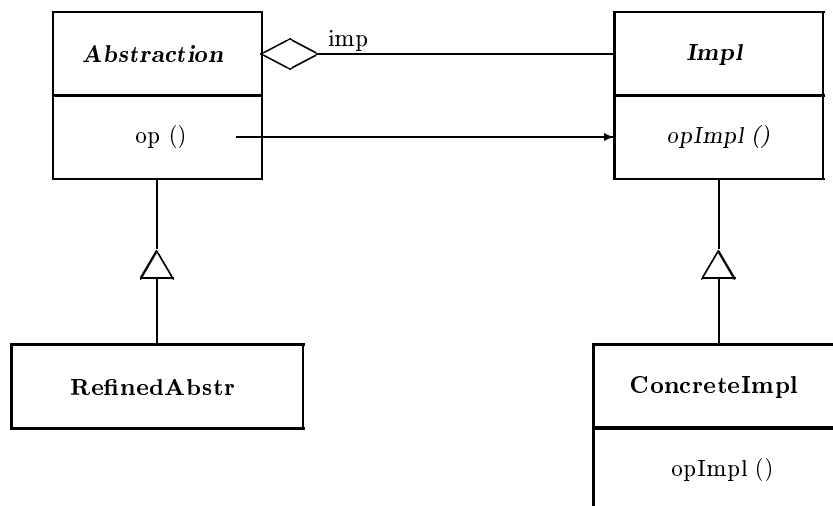 Abstraction
imp
Impl
op ()
opImpl ()
RefinedAbstr
ConcreteImpl
opImpl ()